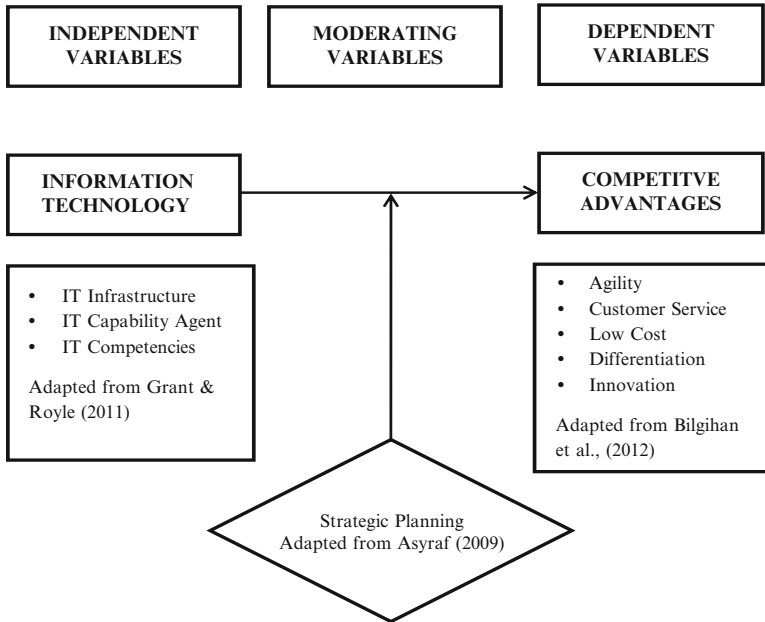 INDEPENDENT
VARIABLES
MODERATING
VARIABLES
DEPENDENT
VARIABLES
INFORMATION
TECHNOLOGY
COMPETITVE
ADVANTAGES
• IT Infrastructure
• IT Capability Agent
• IT Competencies
Adapted from Grant &
Royle (2011)
• Agility
• Customer Service
• Low Cost
• Differentiation
• Innovation
Adapted from Bilgihan
et al., (2012)
Strategic Planning
Adapted from Asyraf (2009)